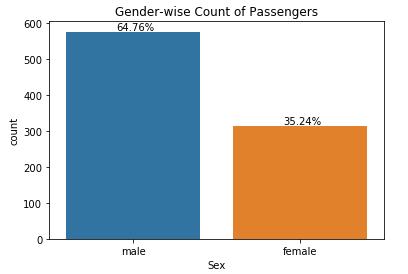 Gender-wise Count of Passengers
600
500
400
300
200
100
0
count
64.76%
35.24%
male
female
Sex